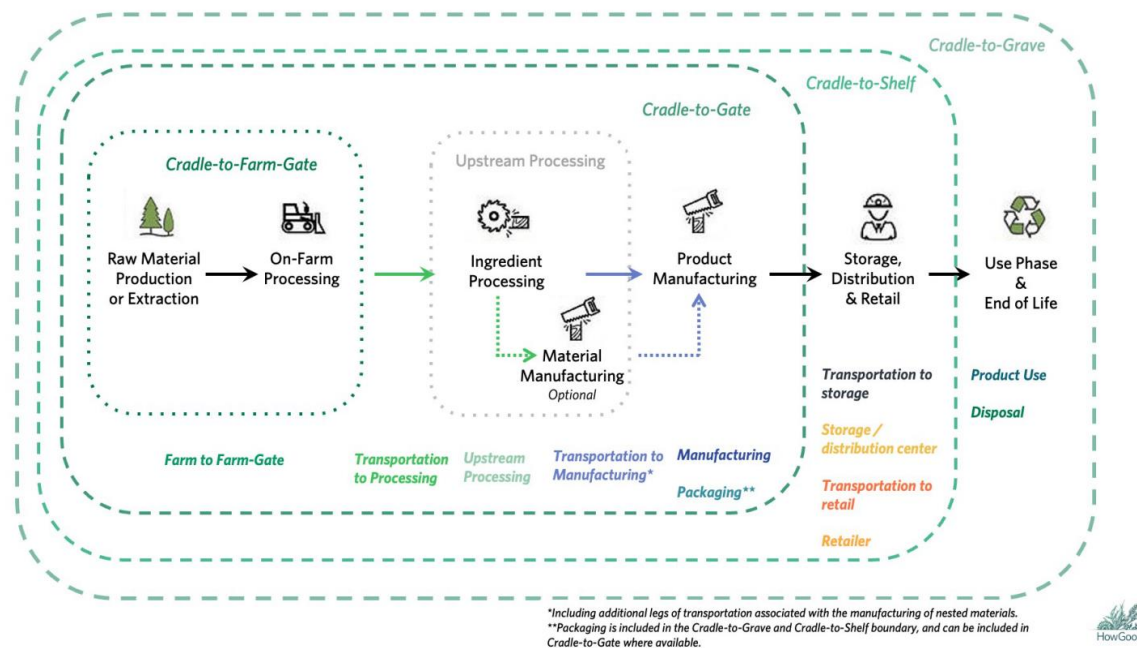 Cradle-to-Grave
Cradle-to-Shelf
Cradle-to-Gate
Cradle-to-Farm-Gate
Upstream Processing
Raw Material
Production
or Extraction
On-Farm
Processing
Ingredient
Processing
Material
Manufacturing
Optional
Product
Manufacturing
Storage,
Distribution
& Retail
Use Phase
&
End of Life
Farm to Farm-Gate
Transportation
to Processing
Upstream
Processing
Transportation to
Manufacturing*
Manufacturing
Packaging**
Transportation to
storage
Storage /
distribution center
Transportation to
retail
Retailer
Product Use
Disposal
*Including additional legs of transportation associated with the manufacturing of nested materials.
**Packaging is included in the Cradle-to-Grave and Cradle-to-Shelf boundary, and can be included in
Cradle-to-Gate where available.